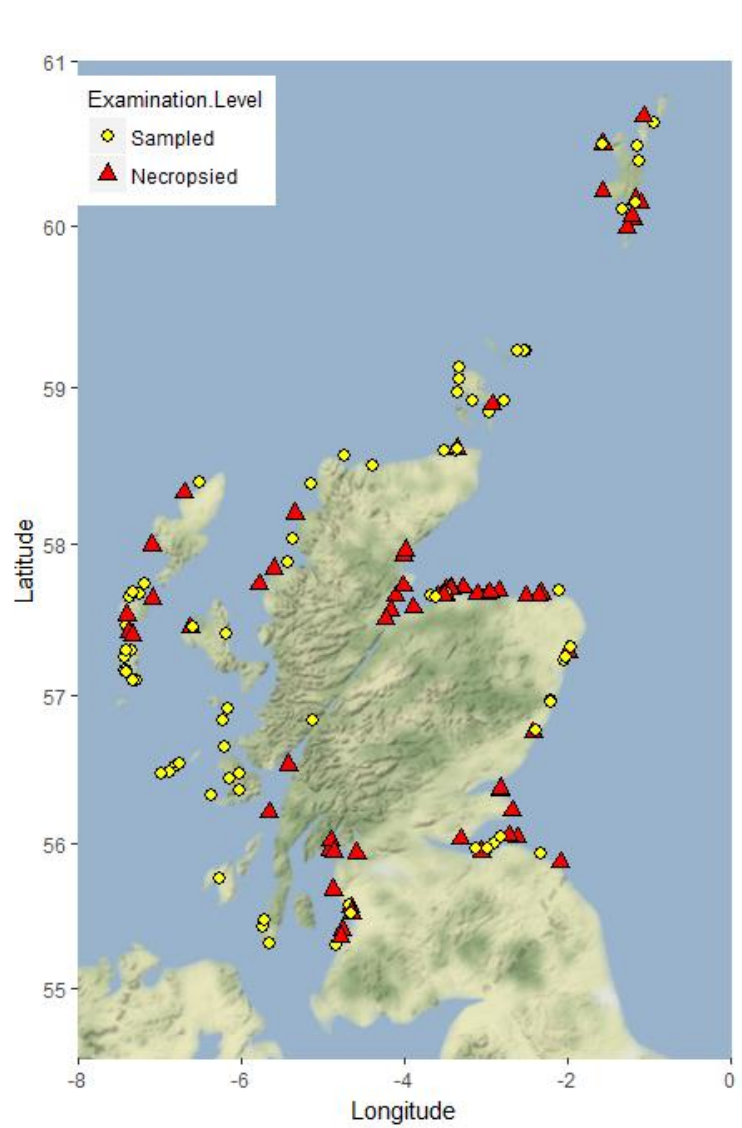 61
Examination.Level
Sampled
Necropsied
60
59
58
57
56
55
Latitude
-8 -6 -4 -2 0
Longitude